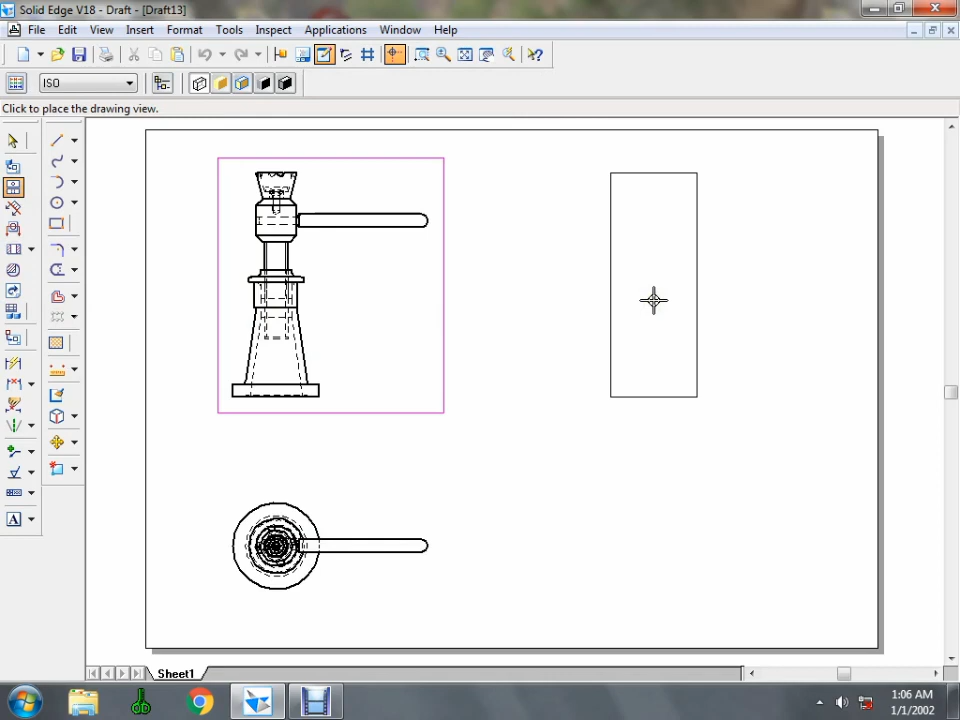 Solid Edge V18 - Draft - [Draft13]
File Edit View Insert Format Tools Inspect Applications Window Help
ISO
Click to place the drawing view.
A
Sheet1
1:06 AM
1/1/2002